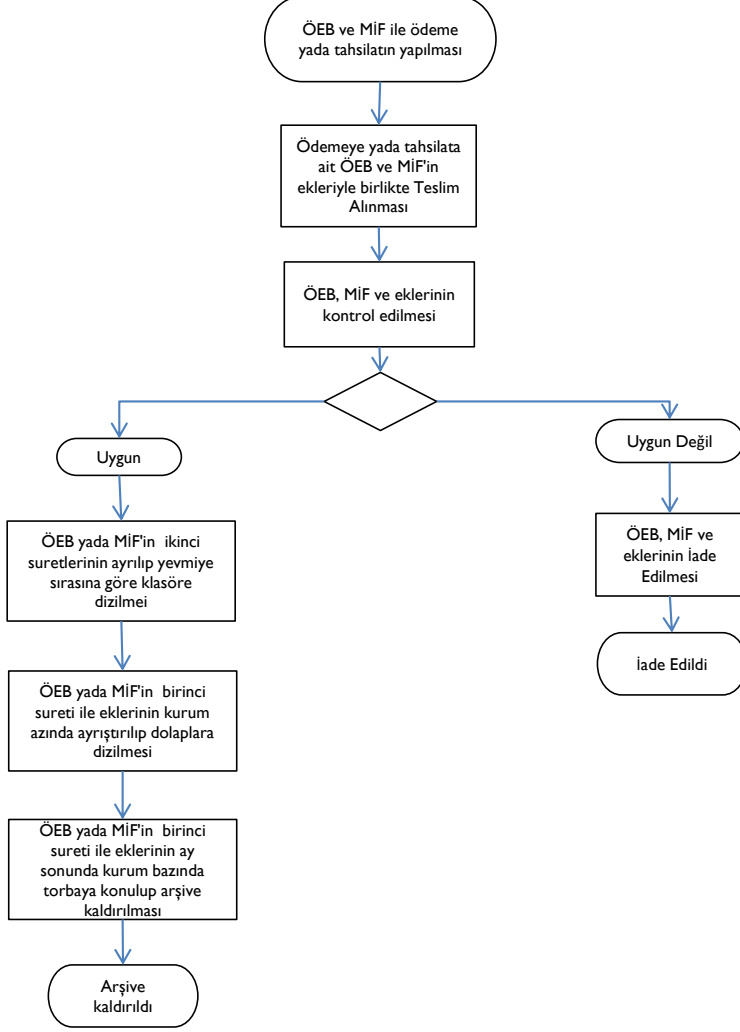 ÖEB ve MİF ile ödeme
yada tahsilatın yapılması
Ödemeye yada tahsilata
ait ÖEB ve MİF'in
ekleriyle birlikte Teslim
Alınması
ÖEB, MİF ve eklerinin
kontrol edilmesi
Uygun
Uygun Değil
ÖEB yada MİF'in ikinci
suretlerinin ayrılıp yevmiye
sırasına göre klasöre
dizilmei
ÖEB, MİF ve
eklerinin İade
Edilmesi
İade Edildi
ÖEB yada MİF'in birinci
sureti ile eklerinin kurum
azında ayrıştırılıp dolaplara
dizilmesi
ÖEB yada MİF'in birinci
sureti ile eklerinin ay
sonunda kurum bazında
torbaya konulup arşive
kaldırılması
Arşive
kaldırıldı